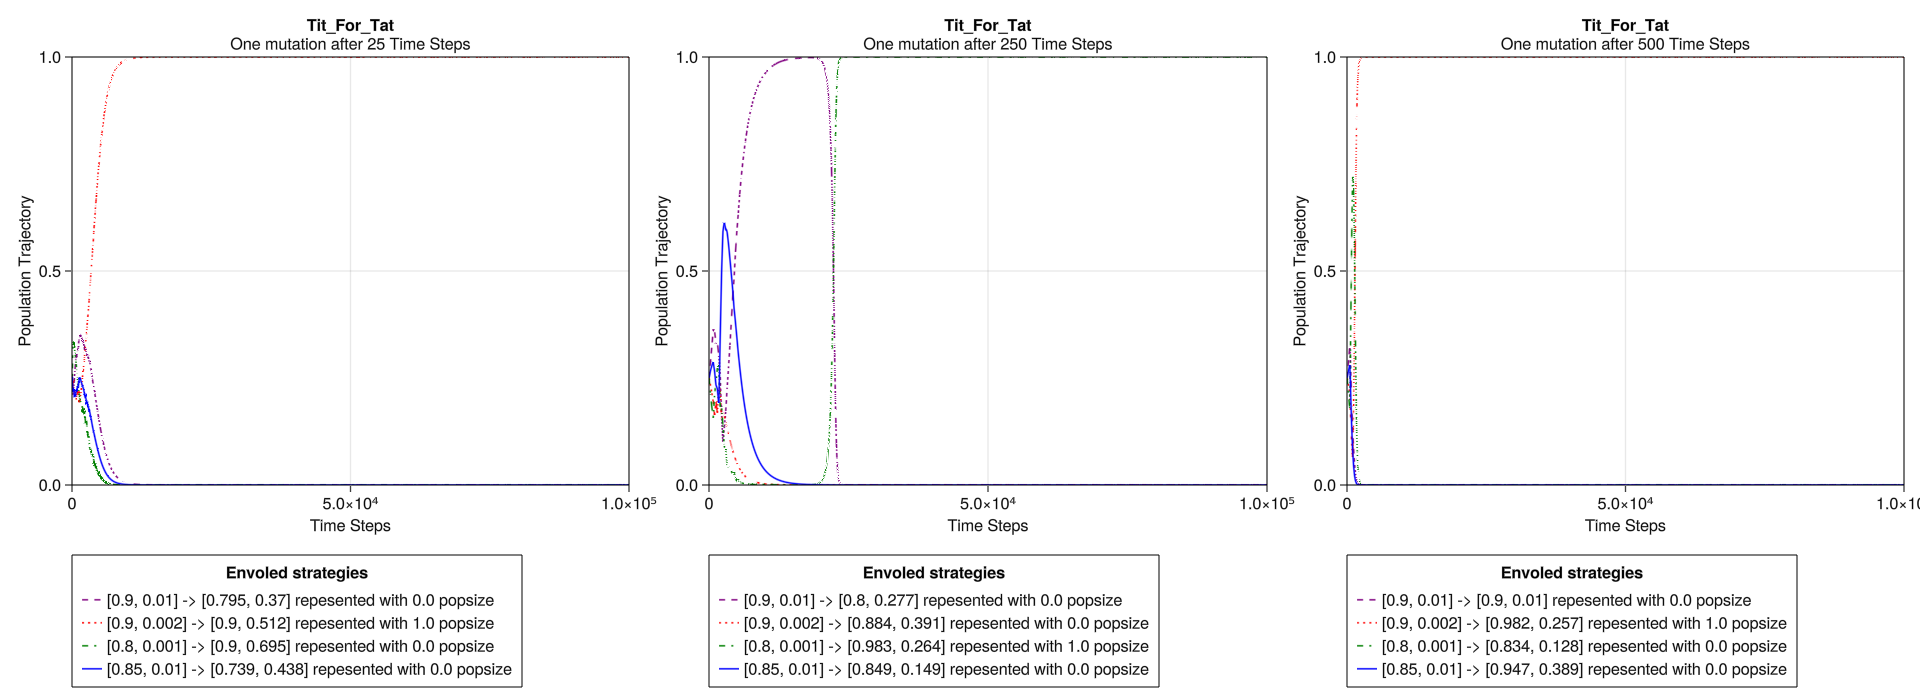 Tit_For_Tat
One mutation after 25 Time Steps
1.0
0.5
0.0
Population Trajectory
0
5.0×10⁴
1.0×10⁵
Time Steps
Envoled strategies
[0.9, 0.01] -> [0.795, 0.37] repesented with 0.0 popsize
[0.9, 0.002] -> [0.9, 0.512] repesented with 1.0 popsize
[0.8, 0.001] -> [0.9, 0.695] repesented with 0.0 popsize
[0.85, 0.01] -> [0.739, 0.438] repesented with 0.0 popsize
Tit_For_Tat
One mutation after 250 Time Steps
1.0
0.5
0.0
Population Trajectory
0
5.0×10⁴
1.0×10⁵
Time Steps
Envoled strategies
[0.9, 0.01] -> [0.8, 0.277] repesented with 0.0 popsize
[0.9, 0.002] -> [0.884, 0.391] repesented with 0.0 popsize
[0.8, 0.001] -> [0.983, 0.264] repesented with 1.0 popsize
[0.85, 0.01] -> [0.849, 0.149] repesented with 0.0 popsize
Tit_For_Tat
One mutation after 500 Time Steps
1.0
0.5
0.0
Population Trajectory
0
5.0×10⁴
1.0×10
Time Steps
Envoled strategies
[0.9, 0.01] -> [0.9, 0.01] repesented with 0.0 popsize
[0.9, 0.002] -> [0.982, 0.257] repesented with 1.0 popsize
[0.8, 0.001] -> [0.834, 0.128] repesented with 0.0 popsize
[0.85, 0.01] -> [0.947, 0.389] repesented with 0.0 popsize